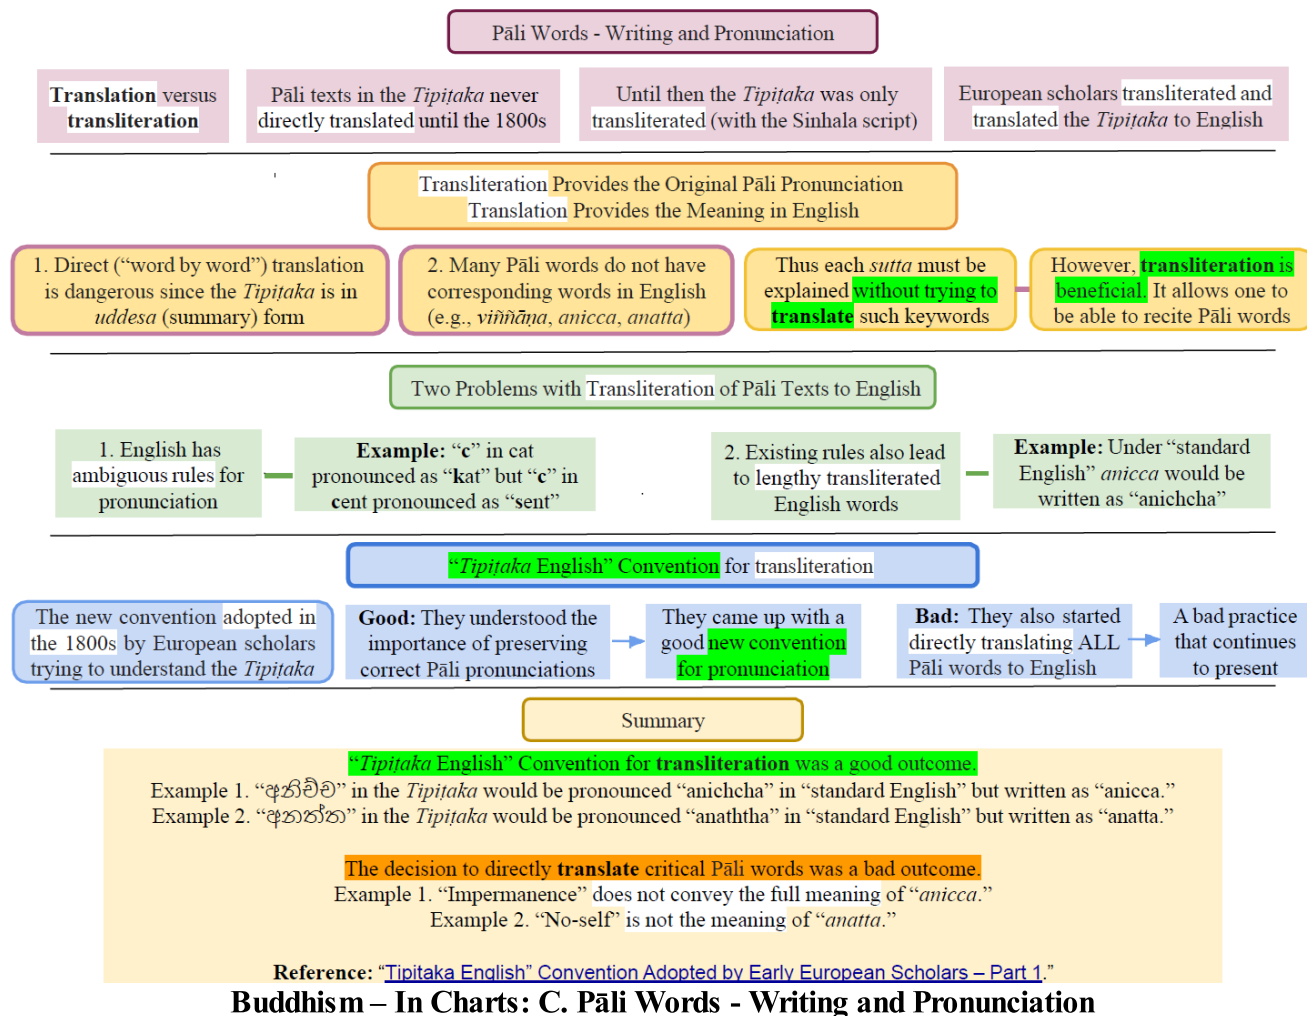 Pāli Words - Writing and Pronunciation
Translation versus
transliteration
Pāli texts in the Tipiṭaka never
directly translated until the 1800s
Until then the Tipiṭaka was only
transliterated (with the Sinhala script)
European scholars transliterated and
translated the Tipiṭaka to English
Transliteration Provides the Original Pāli Pronunciation
Translation Provides the Meaning in English
1. Direct (“word by word”) translation
is dangerous since the Tipiṭaka is in
uddesa (summary) form
2. Many Pāli words do not have
corresponding words in English
(e.g., viññāṇa, anicca, anatta)
Thus each sutta must be
explained without trying to
translate such keywords
However, transliteration is
beneficial. It allows one to
be able to recite Pāli words
Two Problems with Transliteration of Pāli Texts to English
1. English has
ambiguous rules for
pronunciation
Example: “c” in cat
pronounced as “kat” but “c” in
cent pronounced as “sent”
2. Existing rules also lead
to lengthy transliterated
English words
Example: Under “standard
English” anicca would be
written as “anichcha”
“Tipiṭaka English” Convention for transliteration
The new convention adopted in
the 1800s by European scholars
trying to understand the Tipiṭaka
Good: They understood the
importance of preserving
correct Pāli pronunciations
They came up with a
good new convention
for pronunciation
Bad: They also started
directly translating ALL
Pāli words to English
A bad practice
that continues
to present
Summary
“Tipiṭaka English” Convention for transliteration was a good outcome.
Example 1. “අනිච්ච” in the Tipiṭaka would be pronounced “anichcha” in “standard English” but written as “anicca.”
Example 2. “අනත්ත” in the Tipiṭaka would be pronounced “anaththa” in “standard English” but written as “anatta.”
The decision to directly translate critical Pāli words was a bad outcome.
Example 1. “Impermanence” does not convey the full meaning of “anicca.”
Example 2. “No-self” is not the meaning of “anatta.”
Reference: “Tipitaka English” Convention Adopted by Early European Scholars – Part 1.”
Buddhism – In Charts: C. Pāli Words - Writing and Pronunciation